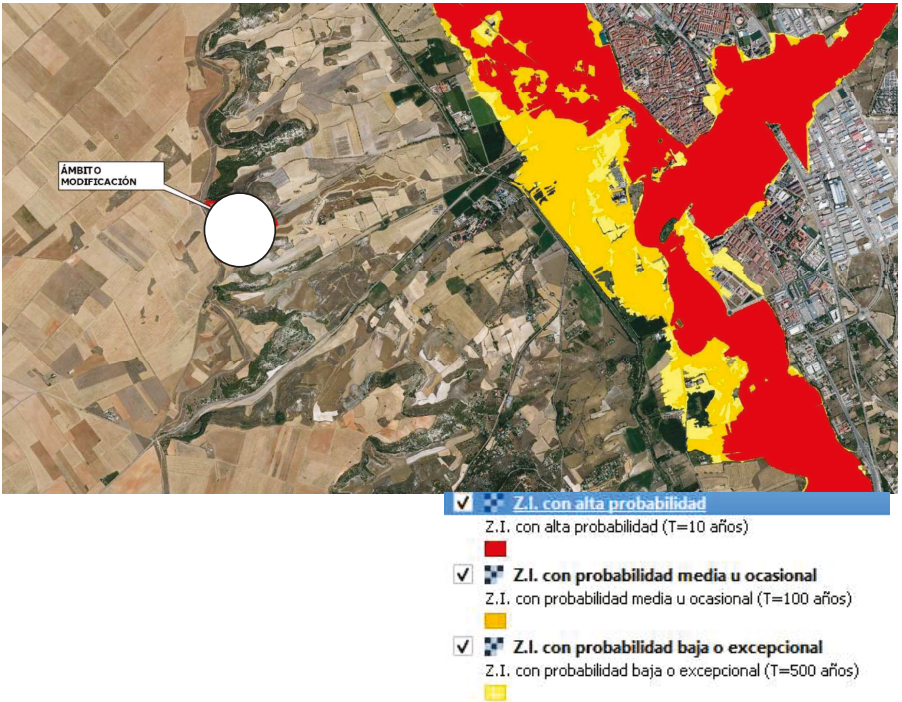 ÁMBITO
MODIFICACIÓN
Z.I. con alta probabilidad
Z.I. con alta probabilidad (T=10 años)
Z.I. con probabilidad media u ocasional
Z.I. con probabilidad media u ocasional (T=100 años)
Z.I. con probabilidad baja o excepcional
Z.I. con probabilidad baja o excepcional (T=500 años)